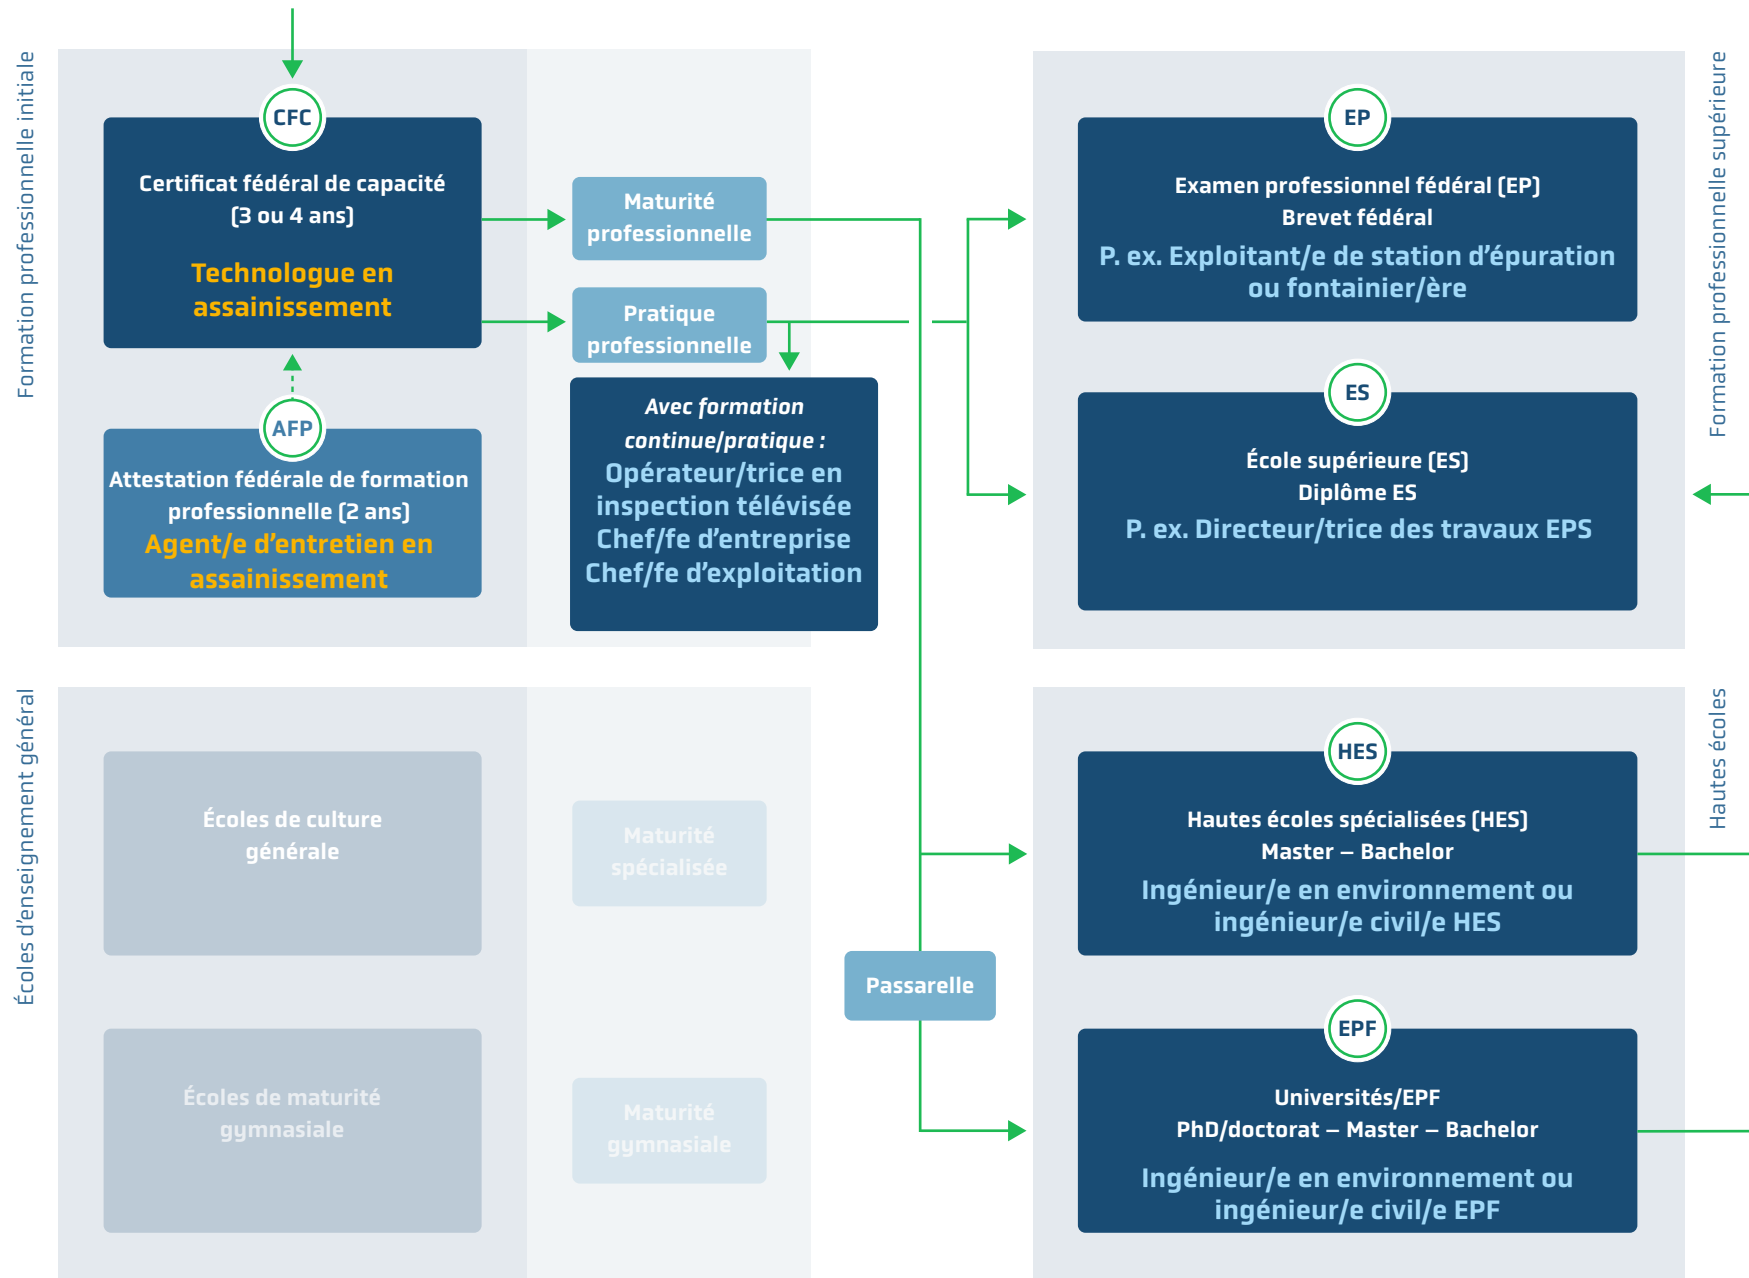 Formation professionnelle initiale
CFC
Certificat fédéral de capacité
(3 ou 4 ans)
Technologue en
assainissement
AFP
Attestation fédérale de formation
professionnelle (2 ans)
Agent/e d'entretien en
assainissement
Maturité
professionnelle
Pratique
professionnelle
Avec formation
continue/pratique :
Opérateur/trice en
inspection télévisée
Chef/fe d'entreprise
Chef/fe d'exploitation
EP
Examen professionnel fédéral (EP)
Brevet fédéral
P. ex. Exploitant/e de station d'épuration
ou fontainier/ère
ES
École supérieure (ES)
Diplôme ES
P. ex. Directeur/trice des travaux EPS
Formation professionnelle supérieure
Écoles d'enseignement général
Écoles de culture
générale
Maturité
spécialisée
Écoles de maturité
gymnasiale
Maturité
gymnasiale
Passarelle
HES
Hautes écoles spécialisées (HES)
Master – Bachelor
Ingénieur/e en environnement ou
ingénieur/e civil/e HES
EPF
Universités/EPF
PhD/doctorat – Master – Bachelor
Ingénieur/e en environnement ou
ingénieur/e civil/e EPF
Hautes écoles